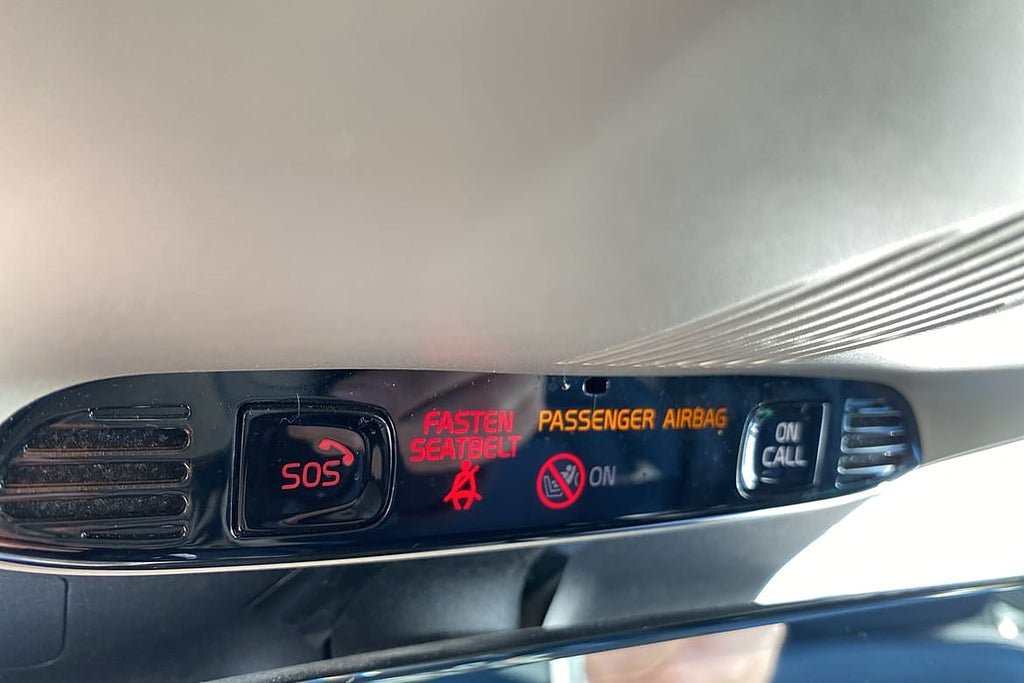 SOS
FASTEN
SEATBELT
PASSENGER AIRBAG
ON
ON
CALL